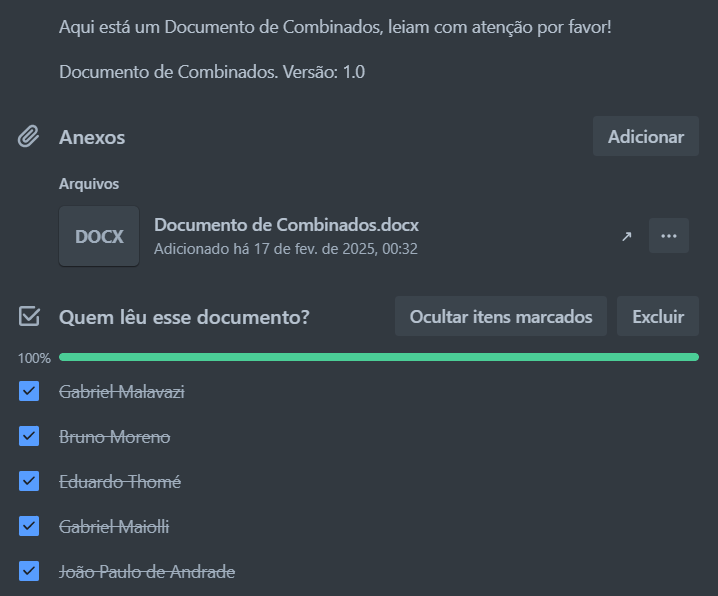 Aqui está um Documento de Combinados, leiam com atenção por favor!
Documento de Combinados. Versão: 1.0
Anexos
Adicionar
Arquivos
DOCX
Documento de Combinados.docx
Adicionado há 17 de fev. de 2025, 00:32
Quem lêu esse documento?
Ocultar itens marcados
Excluir
100%
Gabriel Malavazi
Bruno Moreno
Eduardo Thomé
Gabriel Maiolli
João Paulo de Andrade